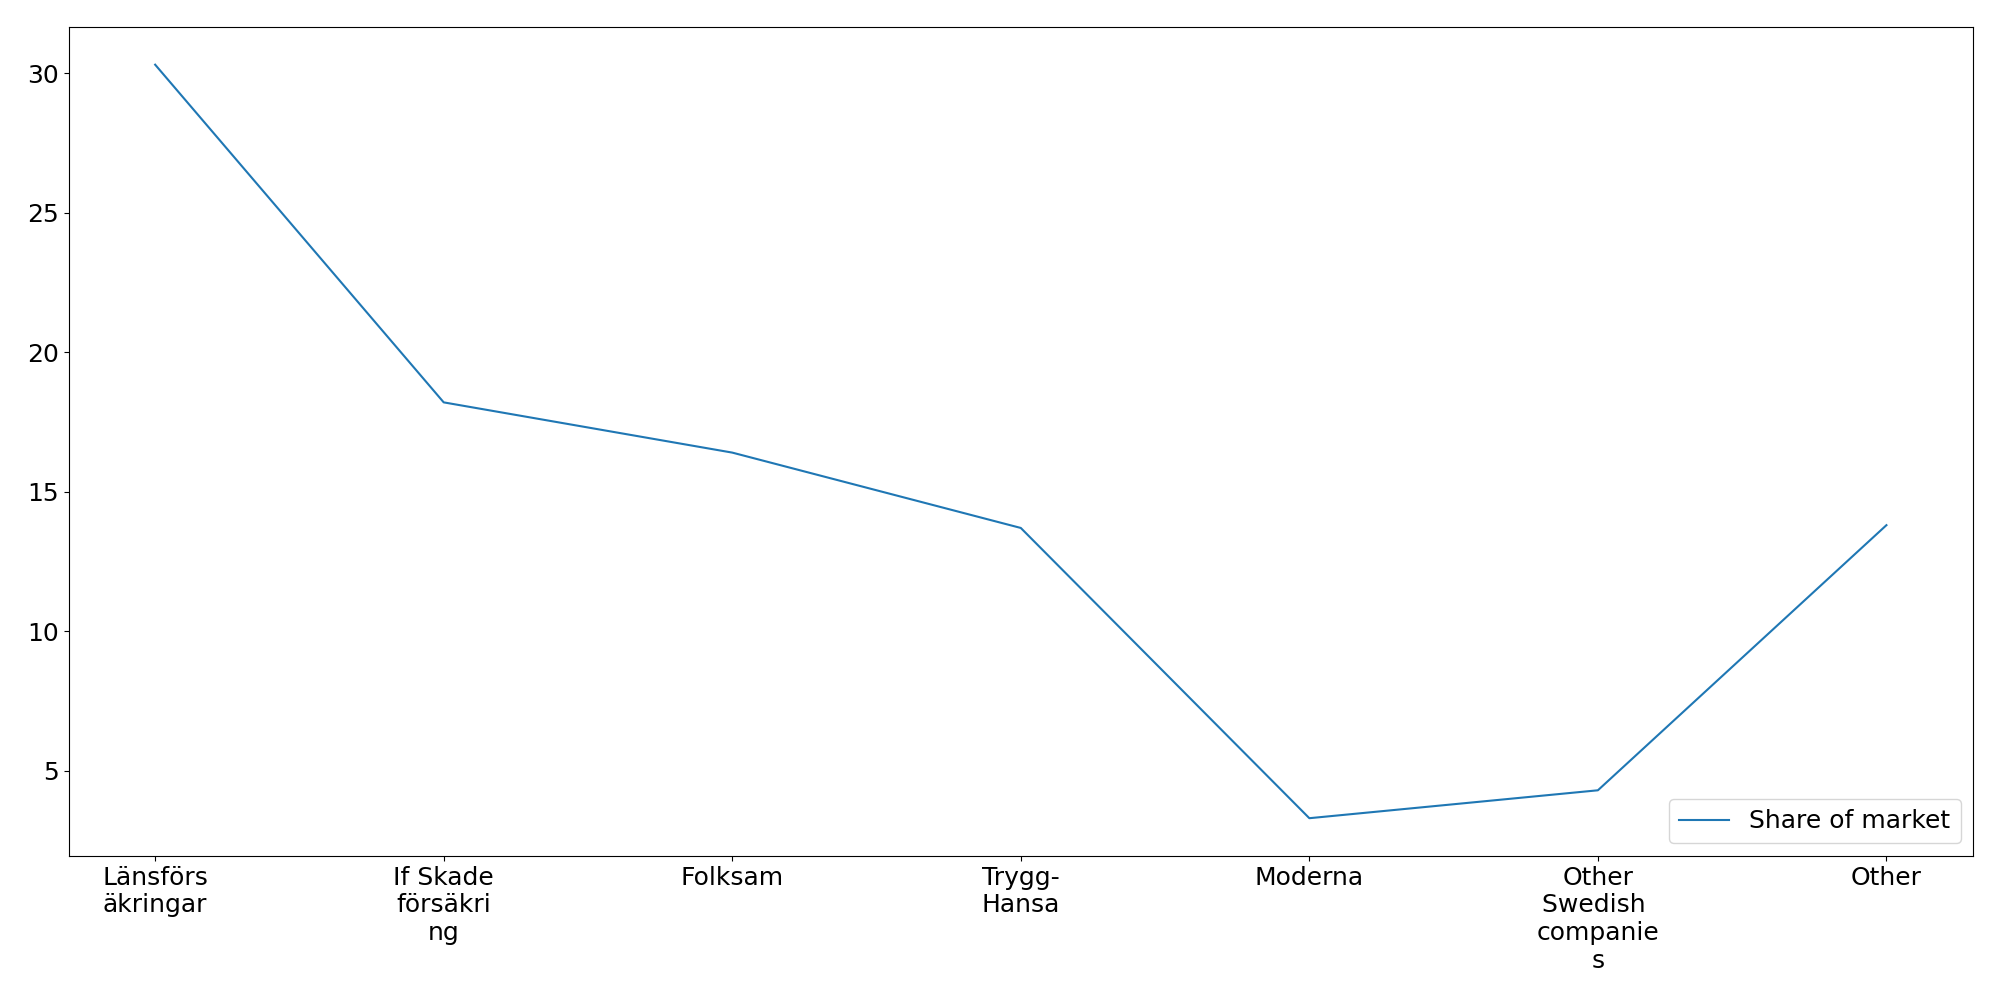 30
25
20
15
10
5
Share of market
Länsförs
äkringar
If Skade
försäkri
ng
Folksam
Trygg-
Hansa
Moderna
Other
Swedish
companie
s
Other